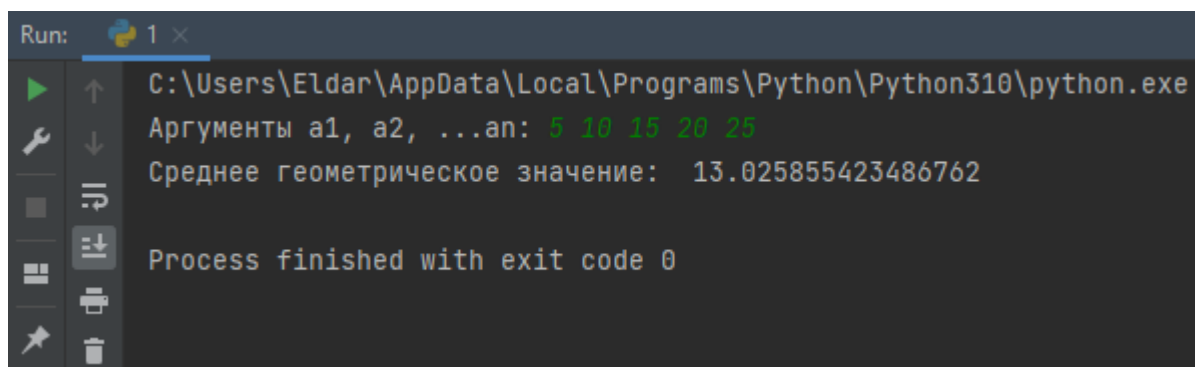 Run: 1 ×
C:\Users\Eldar\AppData\Local\Programs\Python\Python310\python.exe
Аргументы a1, a2, ...an: 5 10 15 20 25
Среднее геометрическое значение:  13.025855423486762
Process finished with exit code 0